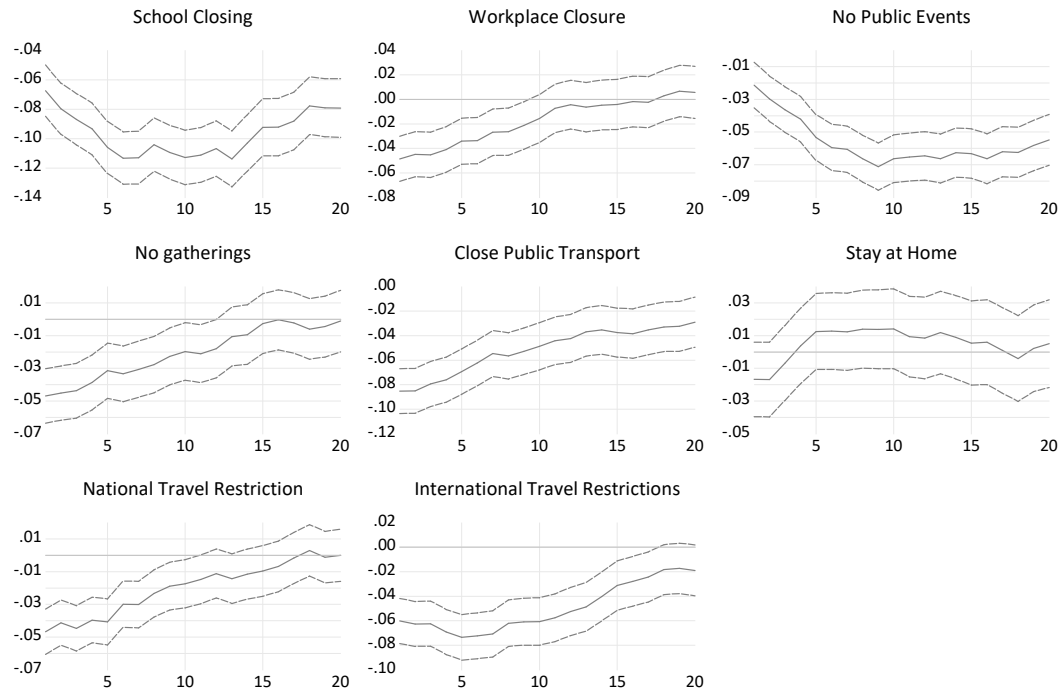 School Closing
-.04
-.06
-.08
-.10
-.12
-.14
5 10 15 20
Workplace Closure
.04
.02
.00
-.02
-.04
-.06
-.08
5 10 15 20
No Public Events
-.01
-.03
-.05
-.07
-.09
5 10 15 20
No gatherings
.01
-.01
-.03
-.05
-.07
5 10 15 20
Close Public Transport
.00
-.02
-.04
-.06
-.08
-.10
-.12
5 10 15 20
Stay at Home
.03
.01
-.01
-.03
-.05
5 10 15 20
National Travel Restriction
.01
-.01
-.03
-.05
-.07
5 10 15 20
International Travel Restrictions
.02
.00
-.02
-.04
-.06
-.08
-.10
5 10 15 20